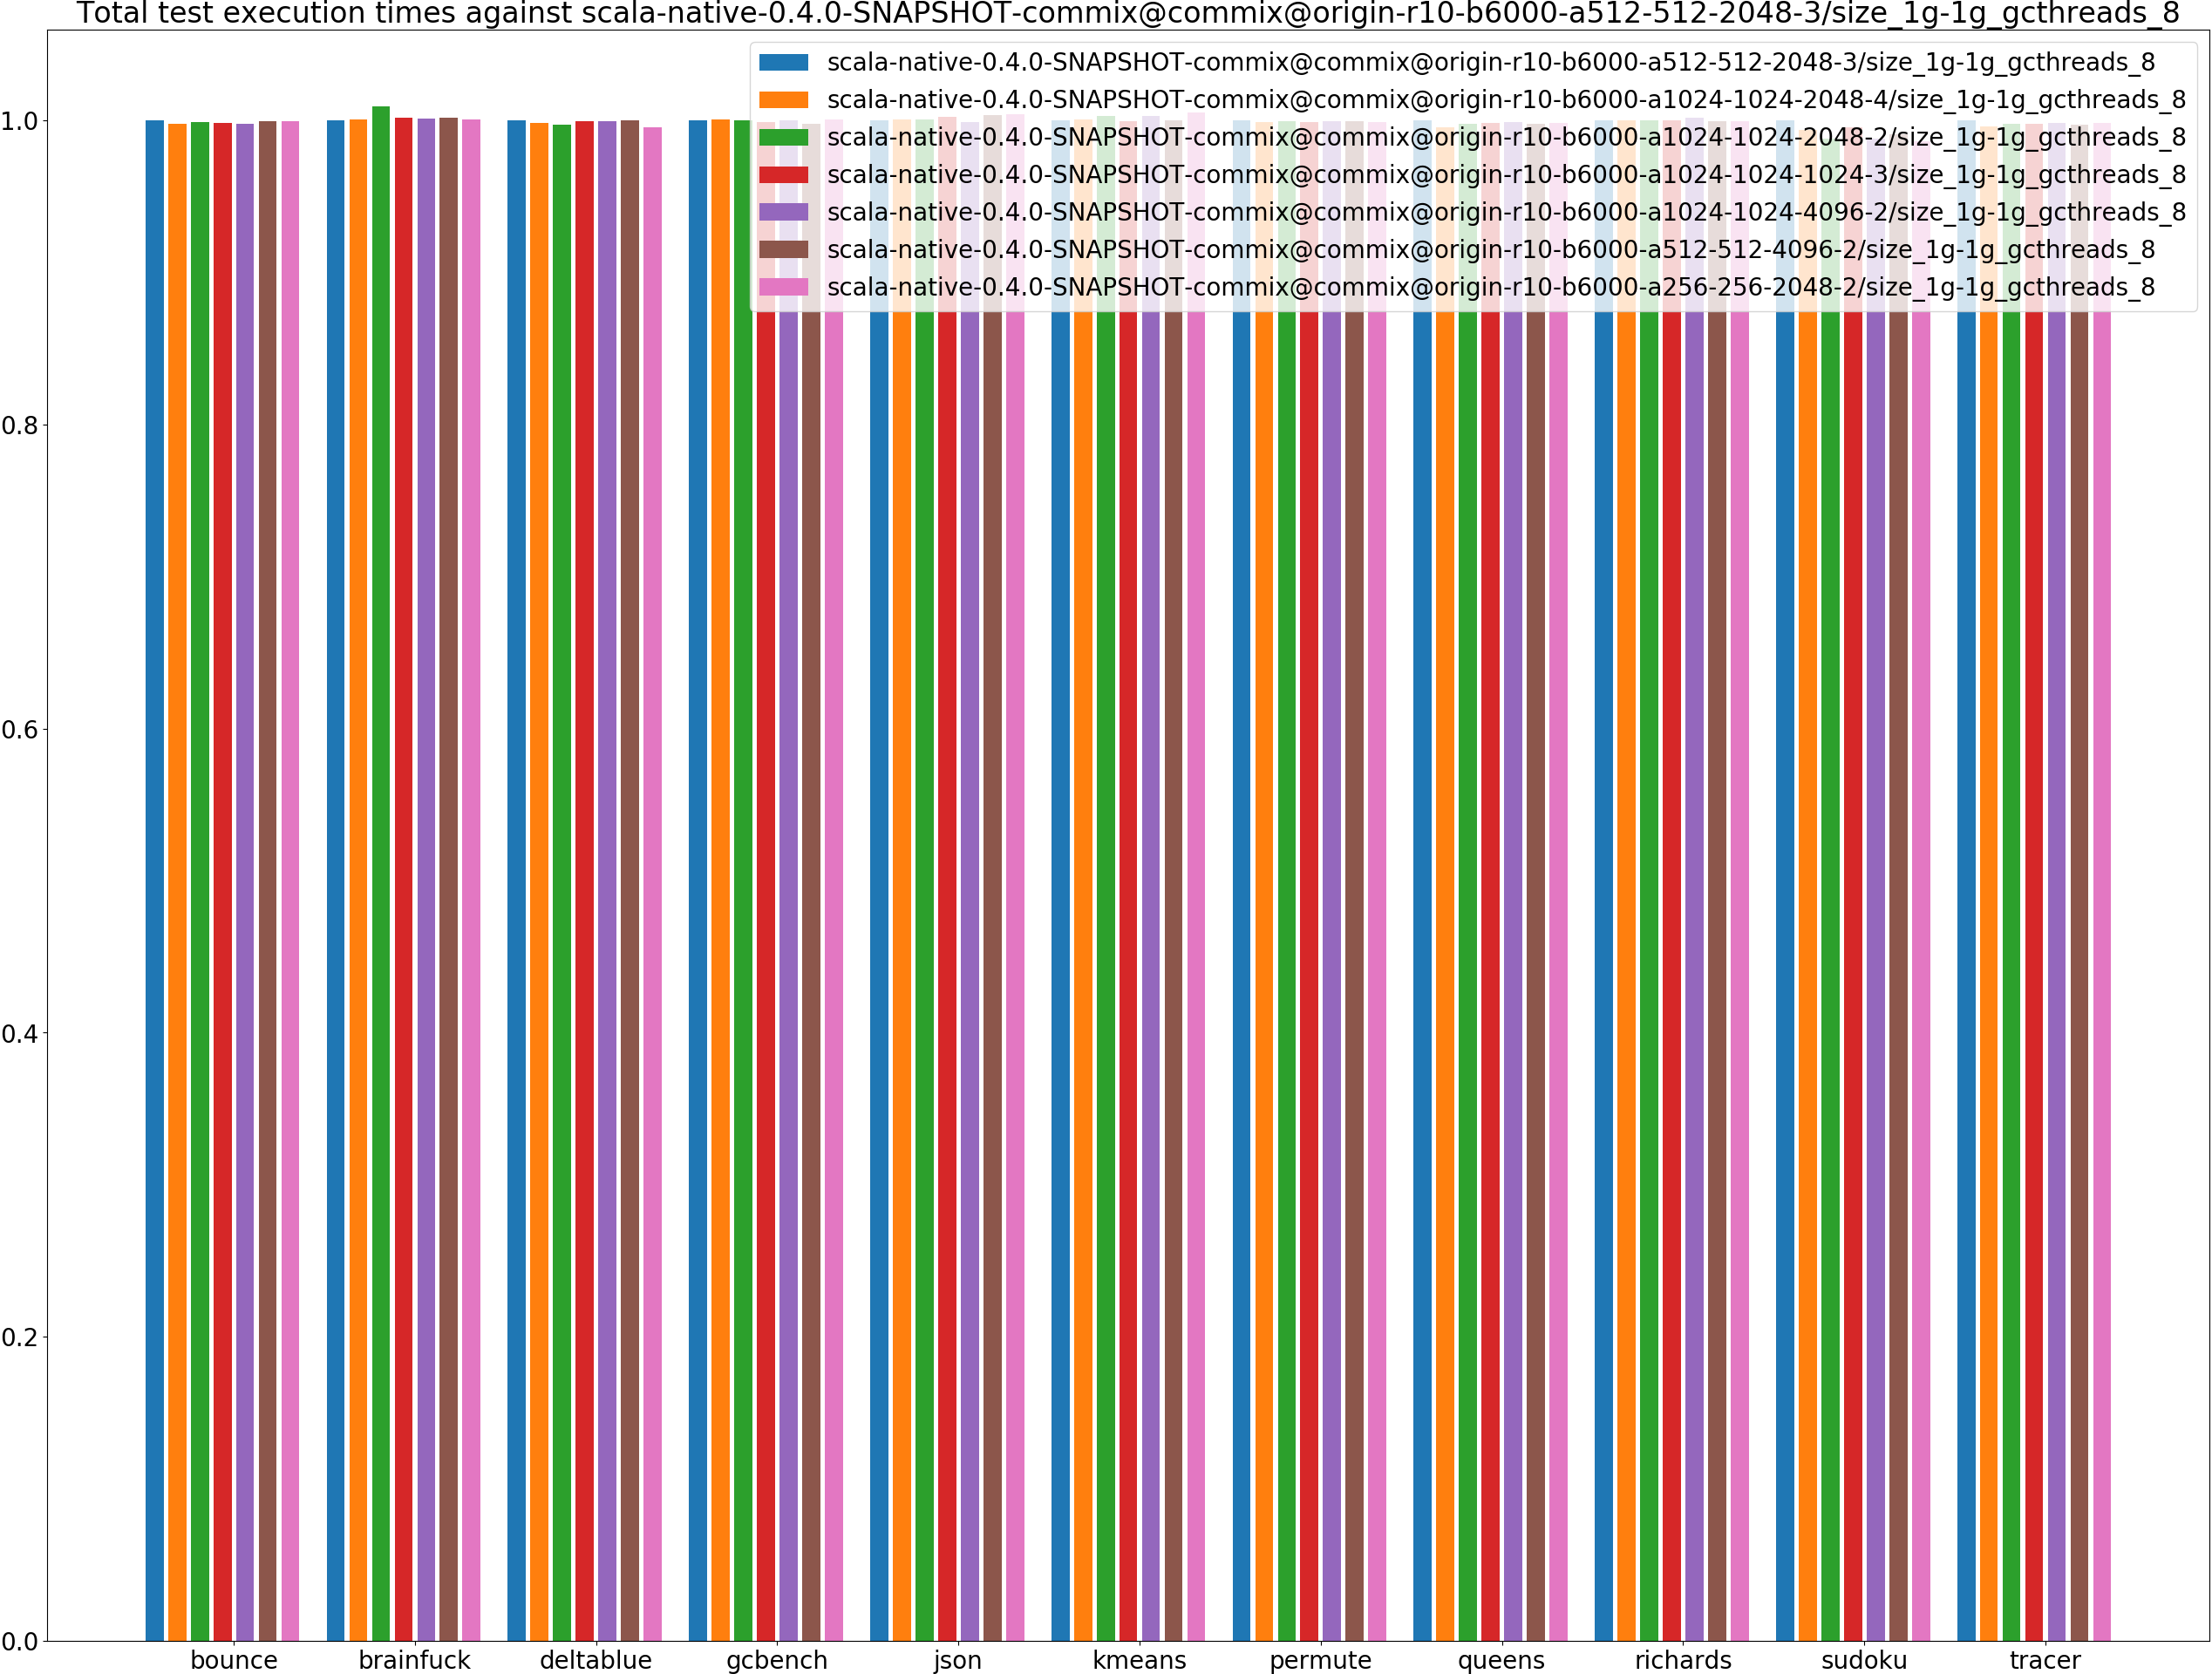 Total test execution times against scala-native-0.4.0-SNAPSHOT-commix@commix@origin-r10-b6000-a512-512-2048-3/size_1g-1g_gcthreads_8
scala-native-0.4.0-SNAPSHOT-commix@commix@origin-r10-b6000-a512-512-2048-3/size_1g-1g_gcthreads_8
scala-native-0.4.0-SNAPSHOT-commix@commix@origin-r10-b6000-a1024-1024-2048-4/size_1g-1g_gcthreads_8
scala-native-0.4.0-SNAPSHOT-commix@commix@origin-r10-b6000-a1024-1024-2048-2/size_1g-1g_gcthreads_8
scala-native-0.4.0-SNAPSHOT-commix@commix@origin-r10-b6000-a1024-1024-1024-3/size_1g-1g_gcthreads_8
scala-native-0.4.0-SNAPSHOT-commix@commix@origin-r10-b6000-a1024-1024-4096-2/size_1g-1g_gcthreads_8
scala-native-0.4.0-SNAPSHOT-commix@commix@origin-r10-b6000-a512-512-4096-2/size_1g-1g_gcthreads_8
scala-native-0.4.0-SNAPSHOT-commix@commix@origin-r10-b6000-a256-256-2048-2/size_1g-1g_gcthreads_8
1.0
0.8
0.6
0.4
0.2
0.0
bounce brainfuck deltablue gcbench json kmeans permute queens richards sudoku tracer